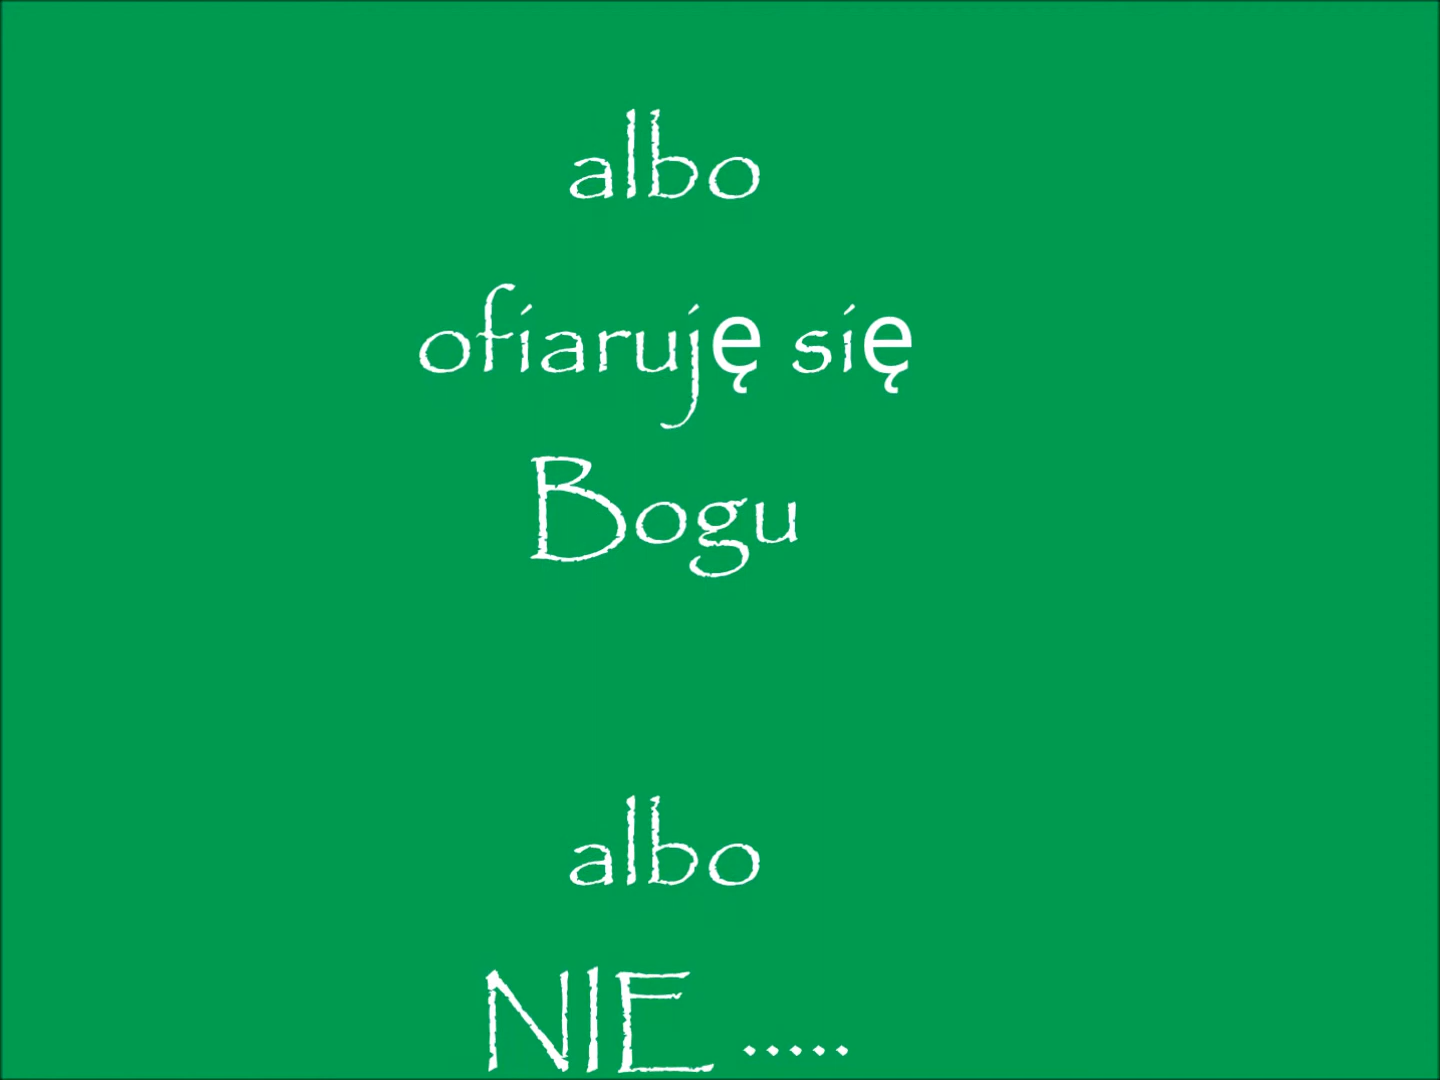 albo
ofiaruję się
Bogu
albo
NIE .....